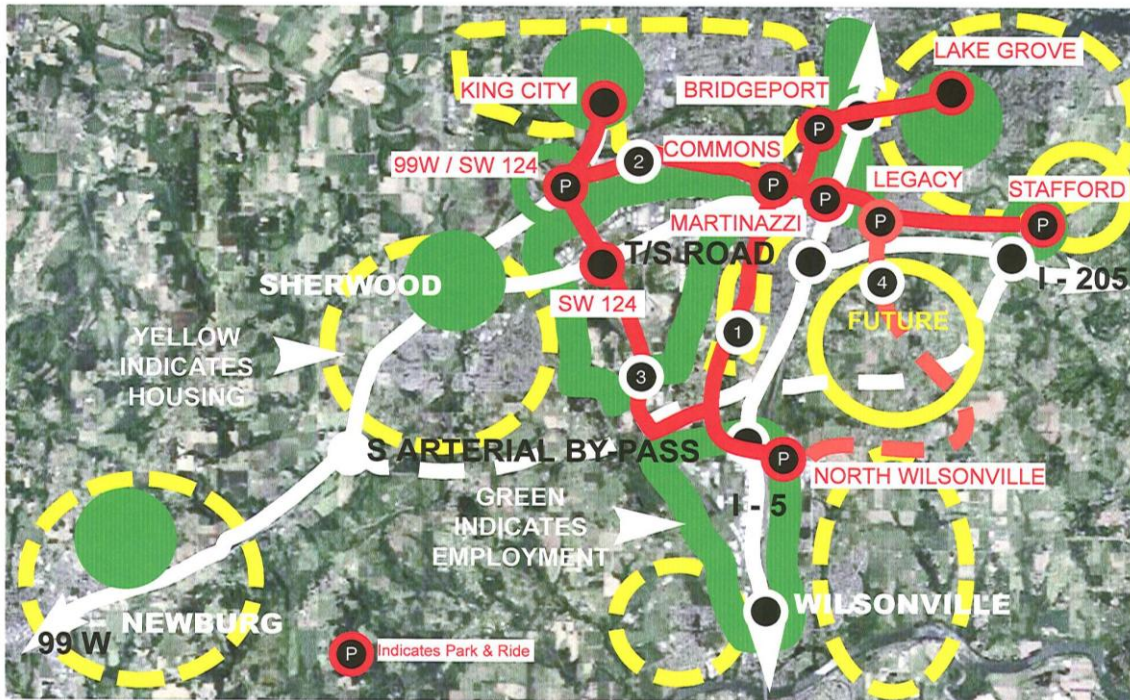 LAKE GROVE
KING CITY
BRIDGEPORT
P
99W / SW 124
2
COMMONS
P
P
P
LEGACY
P
STAFFORD
P
MARTINAZZI
T/S ROAD
SHERWOOD
I - 205
4
SW 124
FUTURE
YELLOW
INDICATES
HOUSING
1
3
S ARTERIAL BY-PASS
P
NORTH WILSONVILLE
GREEN
INDICATES
EMPLOYMENT
I - 5
WILSONVILLE
NEWBURG
99 W
P
Indicates Park & Ride